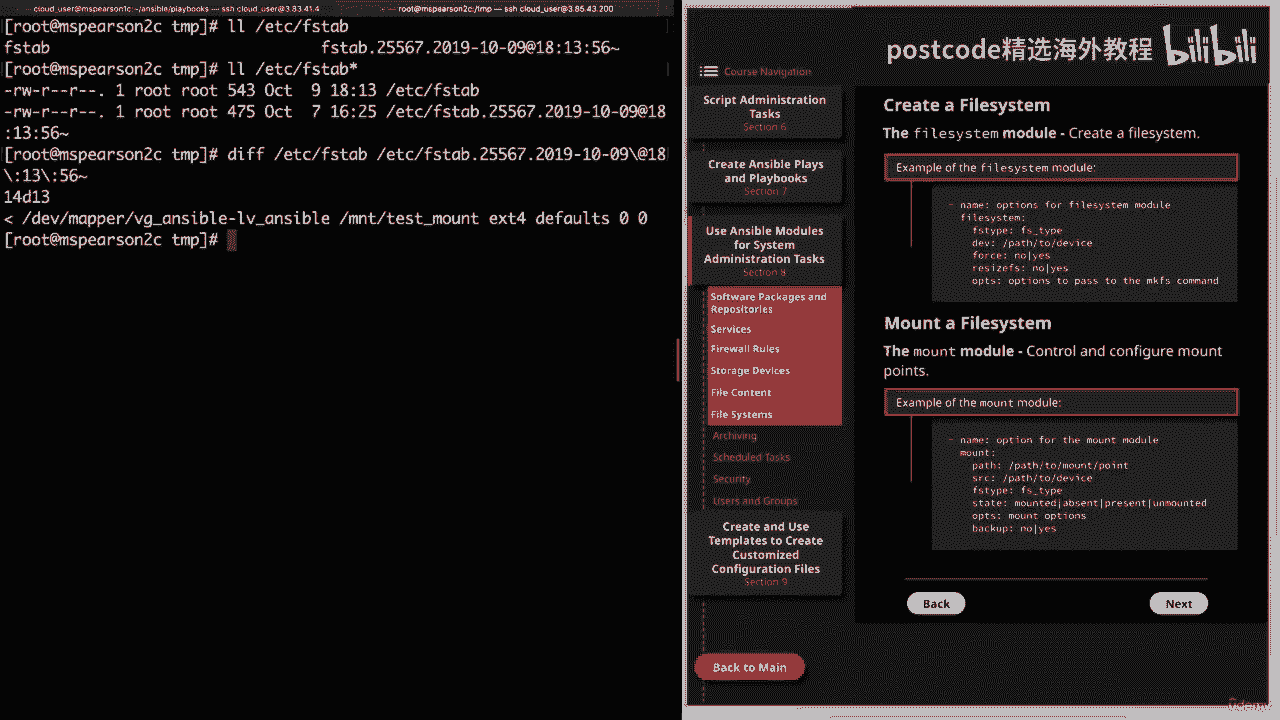 cloud_user@mspearson1c:~/ansible/playbooks — ssh cloud_user@3.83.41.4
root@mspearson2c:/tmp — ssh cloud_user@3.85.43.200
[root@mspearson2c tmp]# ll /etc/fstab
fstab fstab.25567.2019-10-09@18:13:56~
[root@mspearson2c tmp]# ll /etc/fstab*
-rw-r--r--. 1 root root 543 Oct  9 18:13 /etc/fstab
-rw-r--r--. 1 root root 475 Oct  7 16:25 /etc/fstab.25567.2019-10-09@18
:13:56~
[root@mspearson2c tmp]# diff /etc/fstab /etc/fstab.25567.2019-10-09\@18
\:13\:56~
14d13
< /dev/mapper/vg_ansible-lv_ansible /mnt/test_mount ext4 defaults 0 0
[root@mspearson2c tmp]#
postcode精选海外教程 bilibili
Course Navigation
Script Administration
Tasks
Section 6
Create Ansible Plays
and Playbooks
Section 7
Use Ansible Modules
for System
Administration Tasks
Section 8
Software Packages and
Repositories
Services
Firewall Rules
Storage Devices
File Content
File Systems
Archiving
Scheduled Tasks
Security
Users and Groups
Create and Use
Templates to Create
Customized
Configuration Files
Section 9
Back to Main
Create a Filesystem
The filesystem module - Create a filesystem.
Example of the filesystem module:
- name: options for filesystem module
filesystem:
fstype: fs_type
dev: /path/to/device
force: no|yes
resizefs: no|yes
opts: options to pass to the mkfs command
Mount a Filesystem
The mount module - Control and configure mount
points.
Example of the mount module:
- name: option for the mount module
mount:
path: /path/to/mount/point
src: /path/to/device
fstype: fs_type
state: mounted|absent|present|unmounted
opts: mount options
backup: no|yes
Back
Next
ûdemy